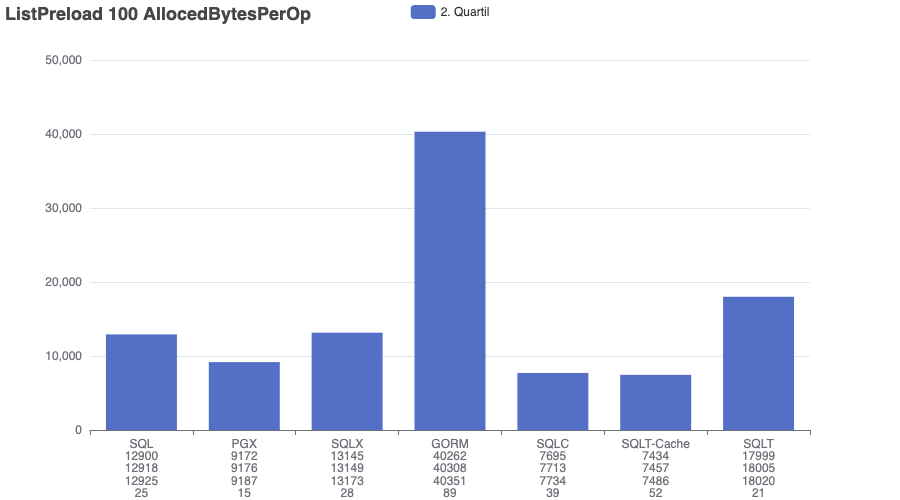 ListPreload 100 AllocedBytesPerOp
2. Quartil
50,000
40,000
30,000
20,000
10,000
0
SQL PGX SQLX GORM SQLC SQLT-Cache SQLT
12900 9172 13145 40262 7695 7434 17999
12918 9176 13149 40308 7713 7457 18005
12925 9187 13173 40351 7734 7486 18020
25 15 28 89 39 52 21